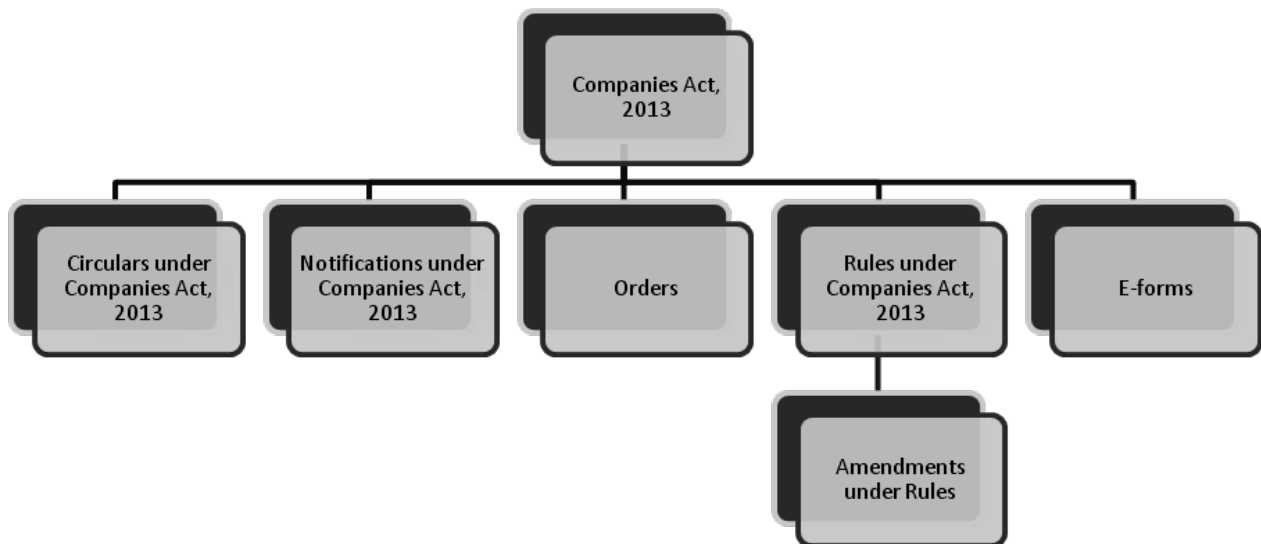 Companies Act,
2013
Circulars under
Companies Act,
2013
Notifications under
Companies Act,
2013
Orders
Rules under
Companies Act,
2013
E-forms
Amendments
under Rules